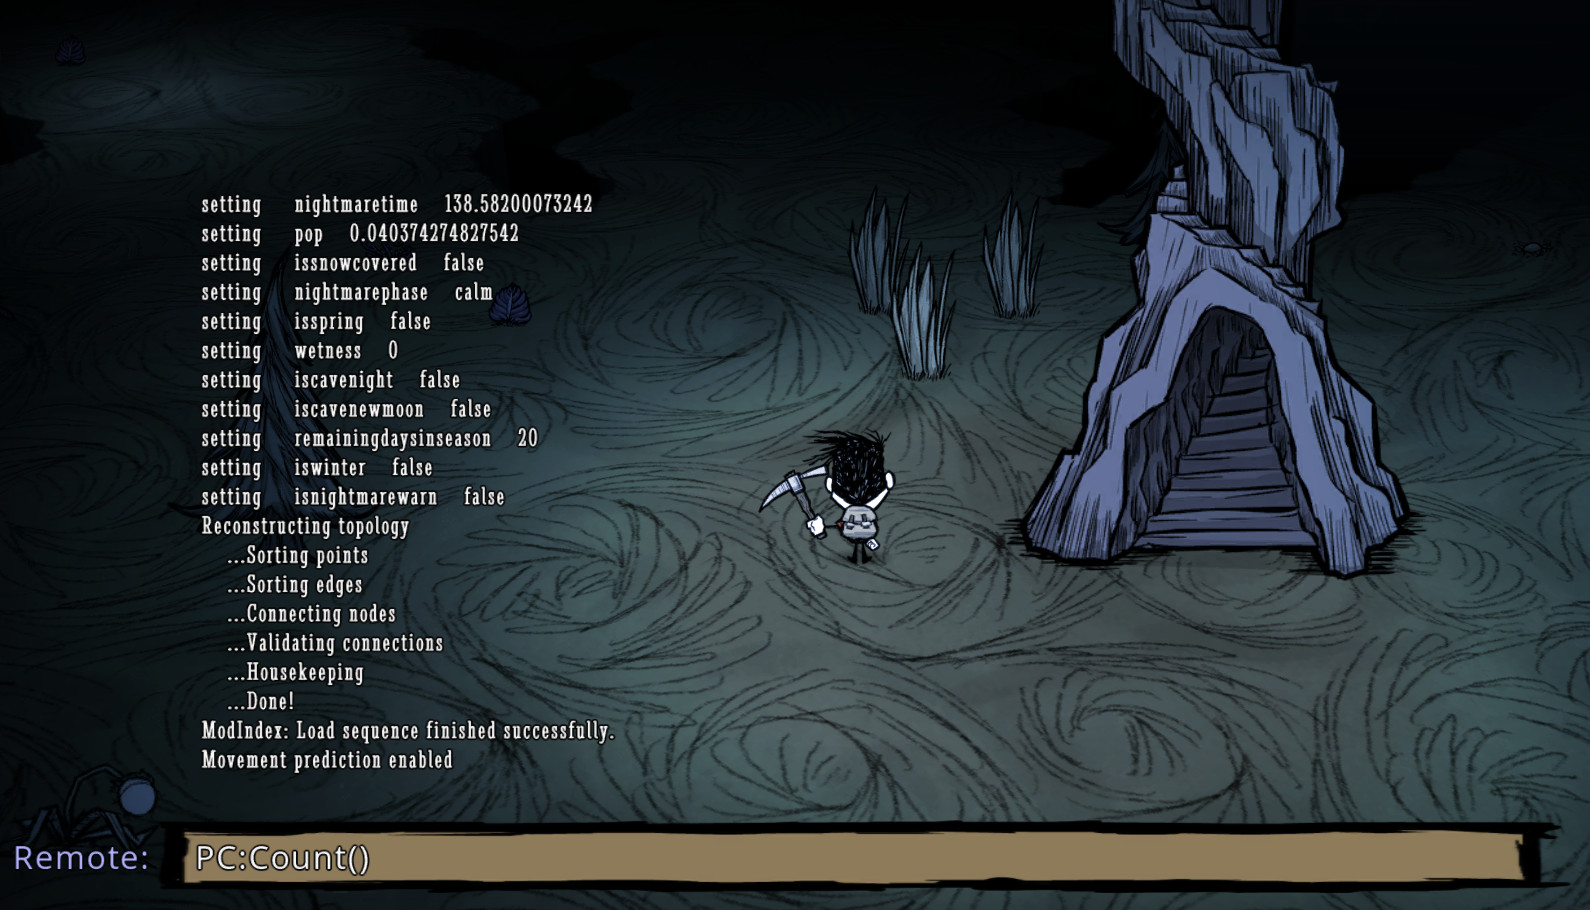 setting nightmaretime 138.58200073242
setting pop 0.040374274827542
setting issnowcovered false
setting nightmarephase calm
setting isspring false
setting wetness 0
setting iscavenight false
setting iscavenewmoon false
setting remainingdaysinseason 20
setting iswinter false
setting isnightmarewarn false
Reconstructing topology
...Sorting points
...Sorting edges
...Connecting nodes
...Validating connections
...Housekeeping
...Done!
ModIndex: Load sequence finished successfully.
Movement prediction enabled
Remote: PC:Count()